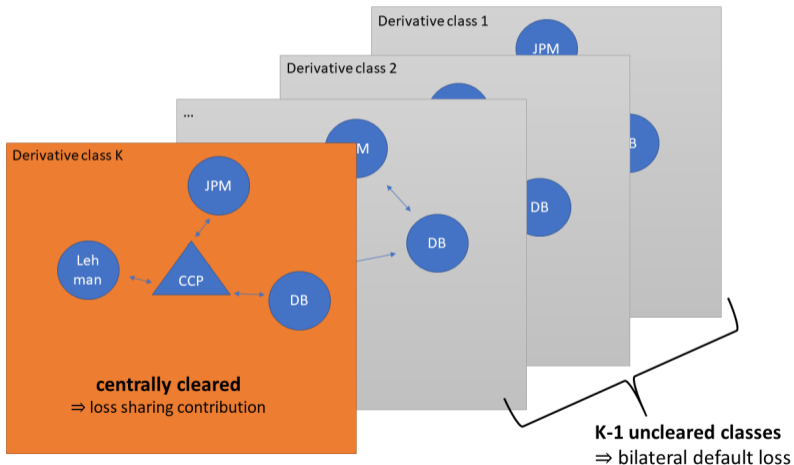 Derivative class 1
JPM
Derivative class 2
B
...
M
DB
DB
Derivative class K
JPM
Leh
man
CCP
DB
centrally cleared
⇒ loss sharing contribution
K-1 uncleared classes
⇒ bilateral default loss